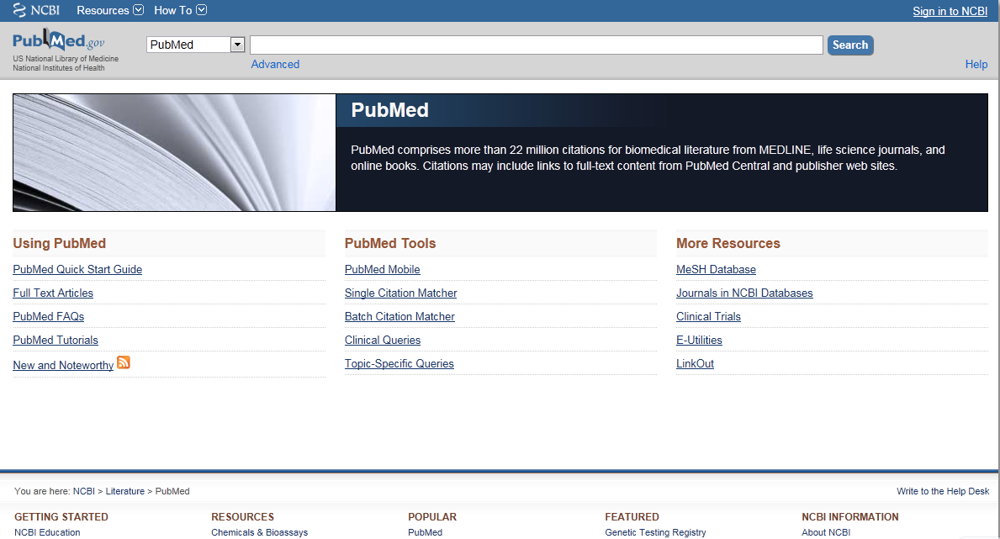 NCBI Resources How To Sign in to NCBI
PubMed.gov
US National Library of Medicine
National Institutes of Health
PubMed
Search
Advanced
Help
PubMed
PubMed comprises more than 22 million citations for biomedical literature from MEDLINE, life science journals, and
online books. Citations may include links to full-text content from PubMed Central and publisher web sites.
Using PubMed
PubMed Quick Start Guide
Full Text Articles
PubMed FAQs
PubMed Tutorials
New and Noteworthy
PubMed Tools
PubMed Mobile
Single Citation Matcher
Batch Citation Matcher
Clinical Queries
Topic-Specific Queries
More Resources
MeSH Database
Journals in NCBI Databases
Clinical Trials
E-Utilities
LinkOut
You are here: NCBI > Literature > PubMed
Write to the Help Desk
GETTING STARTED
NCBI Education
RESOURCES
Chemicals & Bioassays
POPULAR
PubMed
FEATURED
Genetic Testing Registry
NCBI INFORMATION
About NCBI